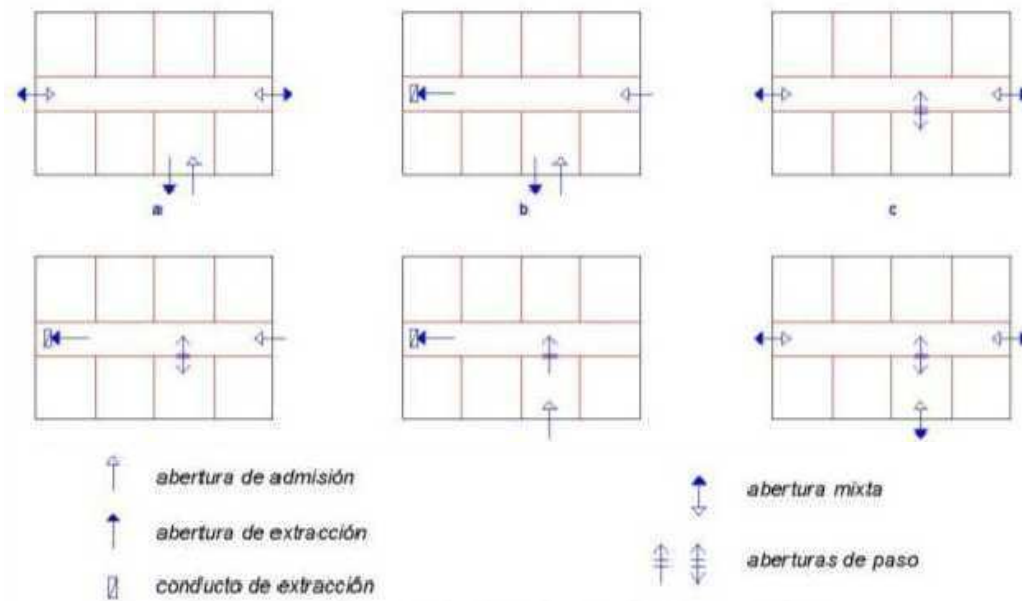 a
b
c
abertura de admisión
abertura de extracción
conducto de extracción
abertura mixta
aberturas de paso